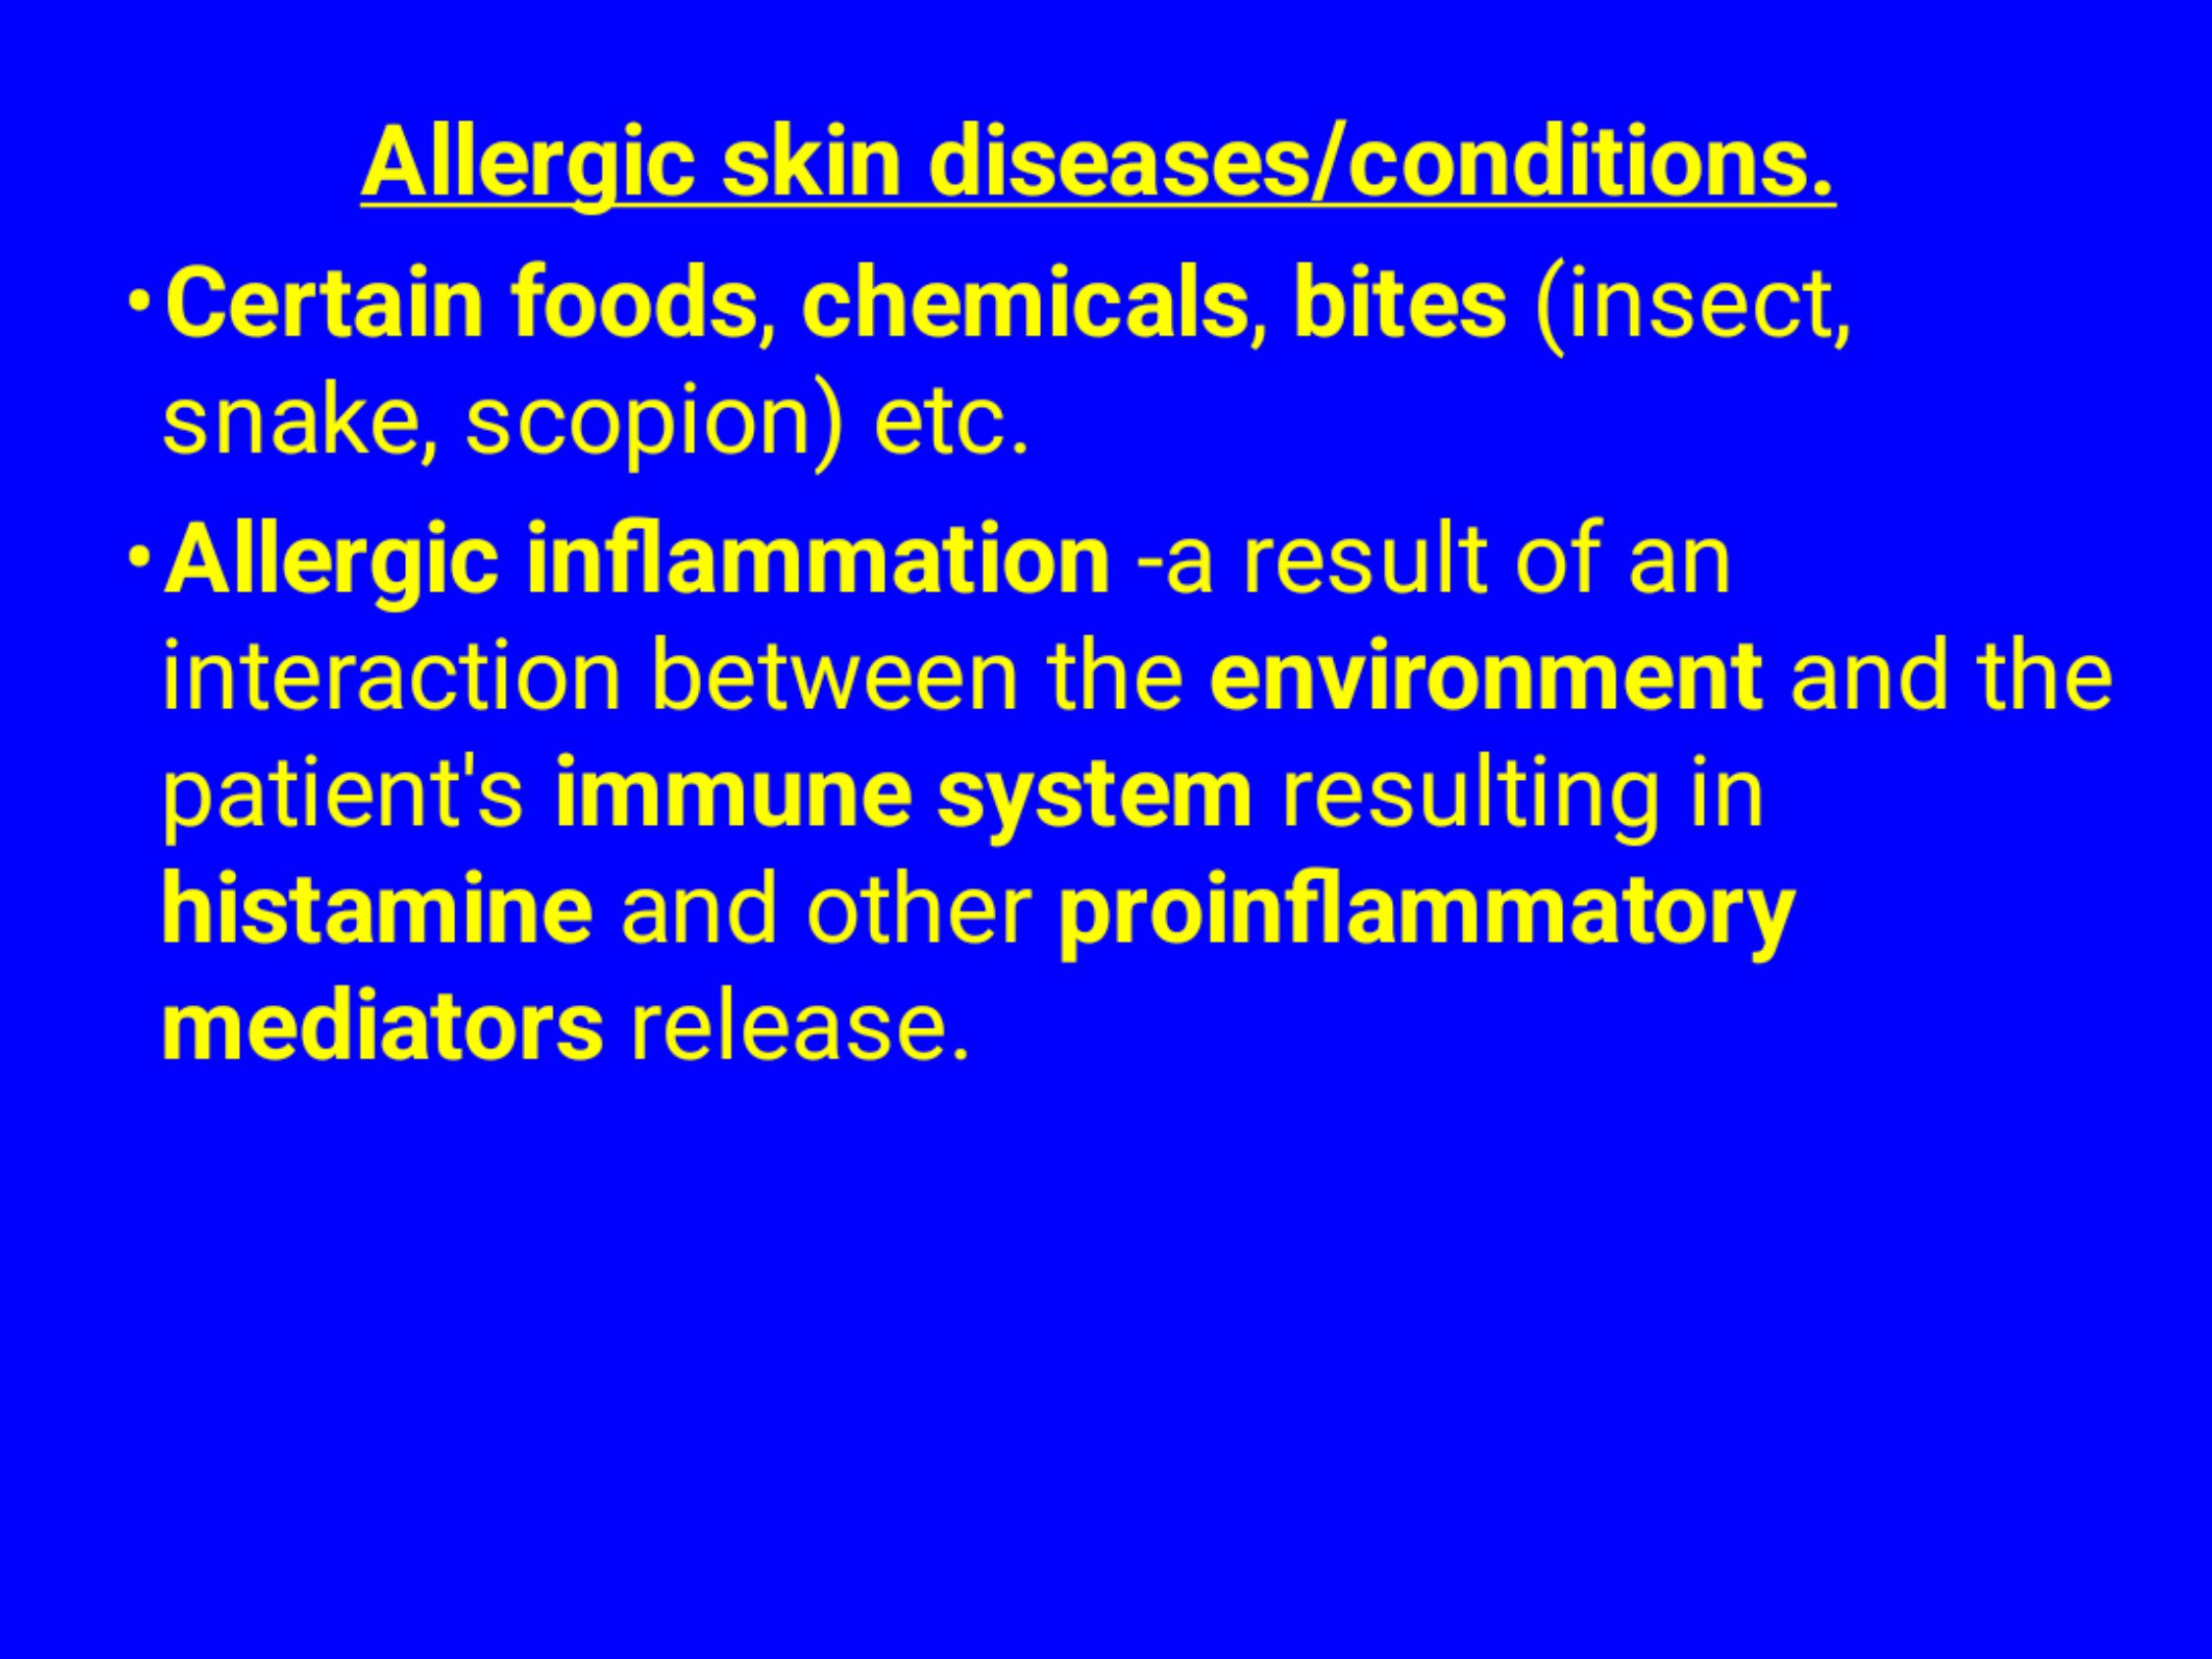 Allergic skin diseases/conditions.
•Certain foods, chemicals, bites (insect,
snake, scopion) etc.
•Allergic inflammation -a result of an
interaction between the environment and the
patient's immune system resulting in
histamine and other proinflammatory
mediators release.